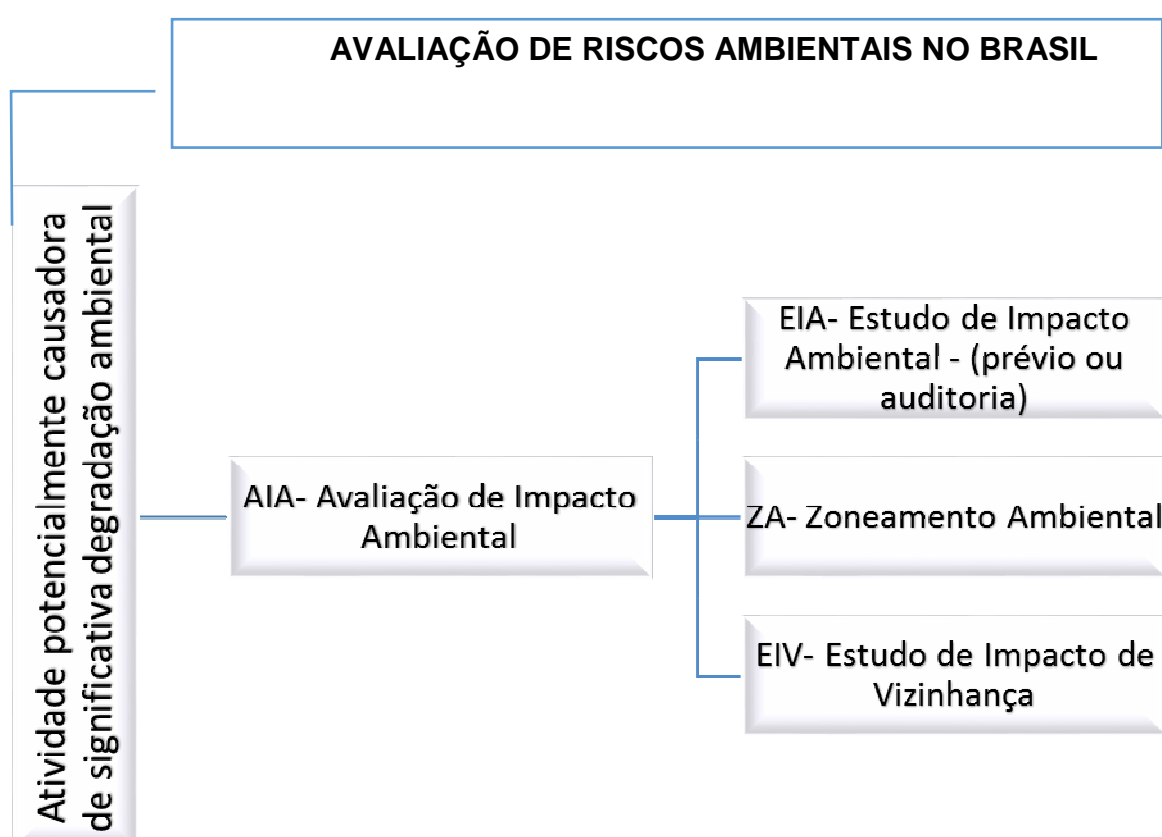 AVALIAÇÃO DE RISCOS AMBIENTAIS NO BRASIL
Atividade potencialmente causadora
de significativa degradação ambiental
AIA- Avaliação de Impacto
Ambiental
EIA- Estudo de Impacto
Ambiental - (prévio ou
auditoria)
ZA- Zoneamento Ambiental
EIV- Estudo de Impacto de
Vizinhança